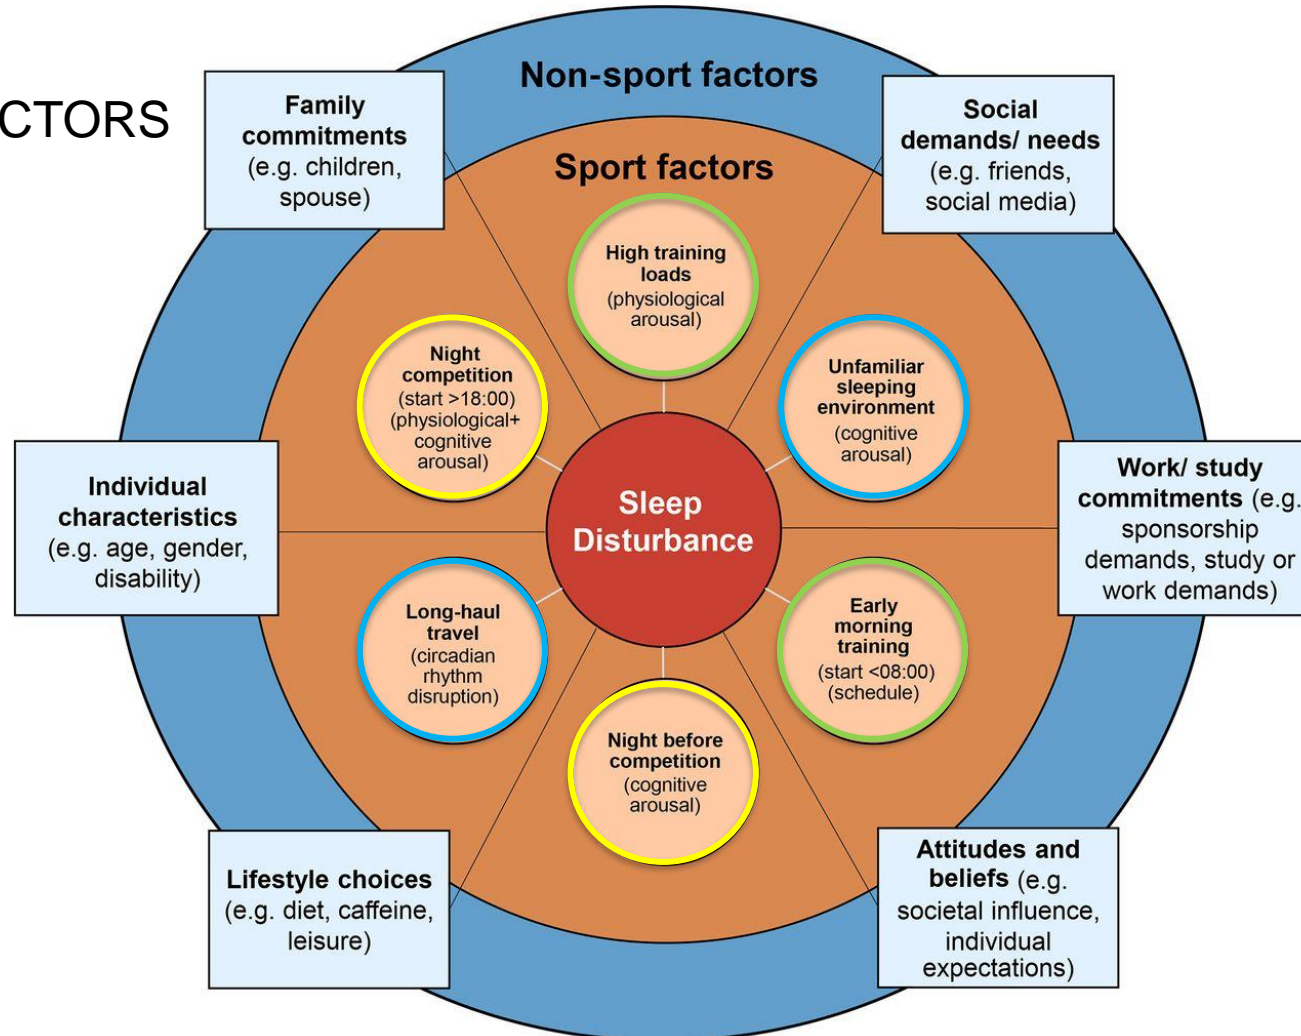 CTORS
Non-sport factors
Family
commitments
(e.g. children,
spouse)
Social
demands/ needs
(e.g. friends,
social media)
Sport factors
High training
loads
(physiological
arousal)
Night
competition
(start >18:00)
(physiological+
cognitive
arousal)
Unfamiliar
sleeping
environment
(cognitive
arousal)
Individual
characteristics
(e.g. age, gender,
disability)
Sleep
Disturbance
Work/ study
commitments (e.g.
sponsorship
demands, study or
work demands)
Long-haul
travel
(circadian
rhythm
disruption)
Early
morning
training
(start <08:00)
(schedule)
Night before
competition
(cognitive
arousal)
Lifestyle choices
(e.g. diet, caffeine,
leisure)
Attitudes and
beliefs (e.g.
societal influence,
individual
expectations)